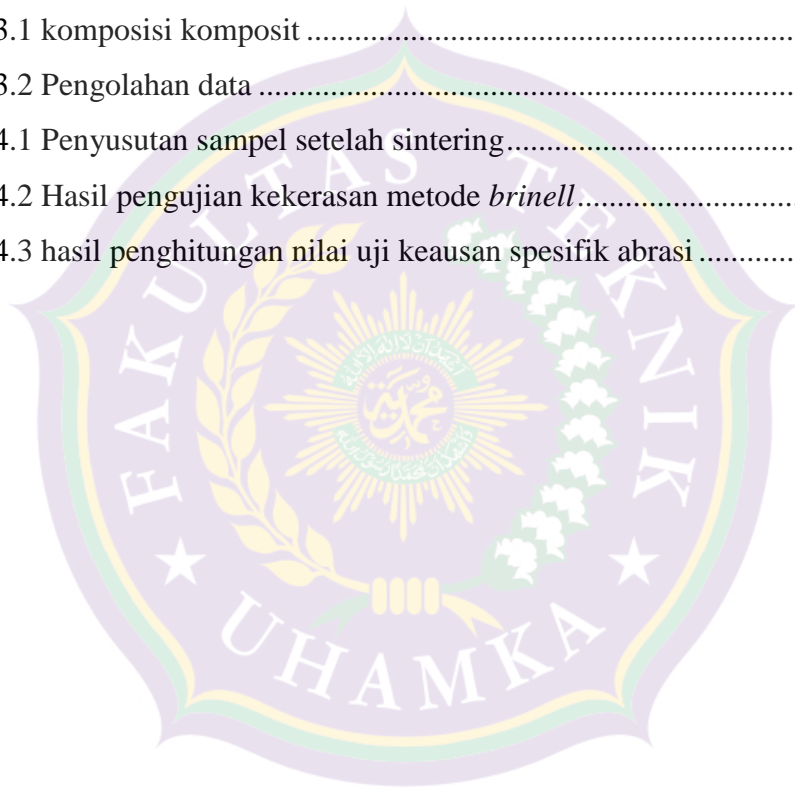 3.1 komposisi komposit ....................................................................
3.2 Pengolahan data ..........................................................................
4.1 Penyusutan sampel setelah sintering............................................
4.2 Hasil pengujian kekerasan metode brinell....................................
4.3 hasil penghitungan nilai uji keausan spesifik abrasi ....................
FAKULTAS TEKNIK
UHAMKA
محمدية